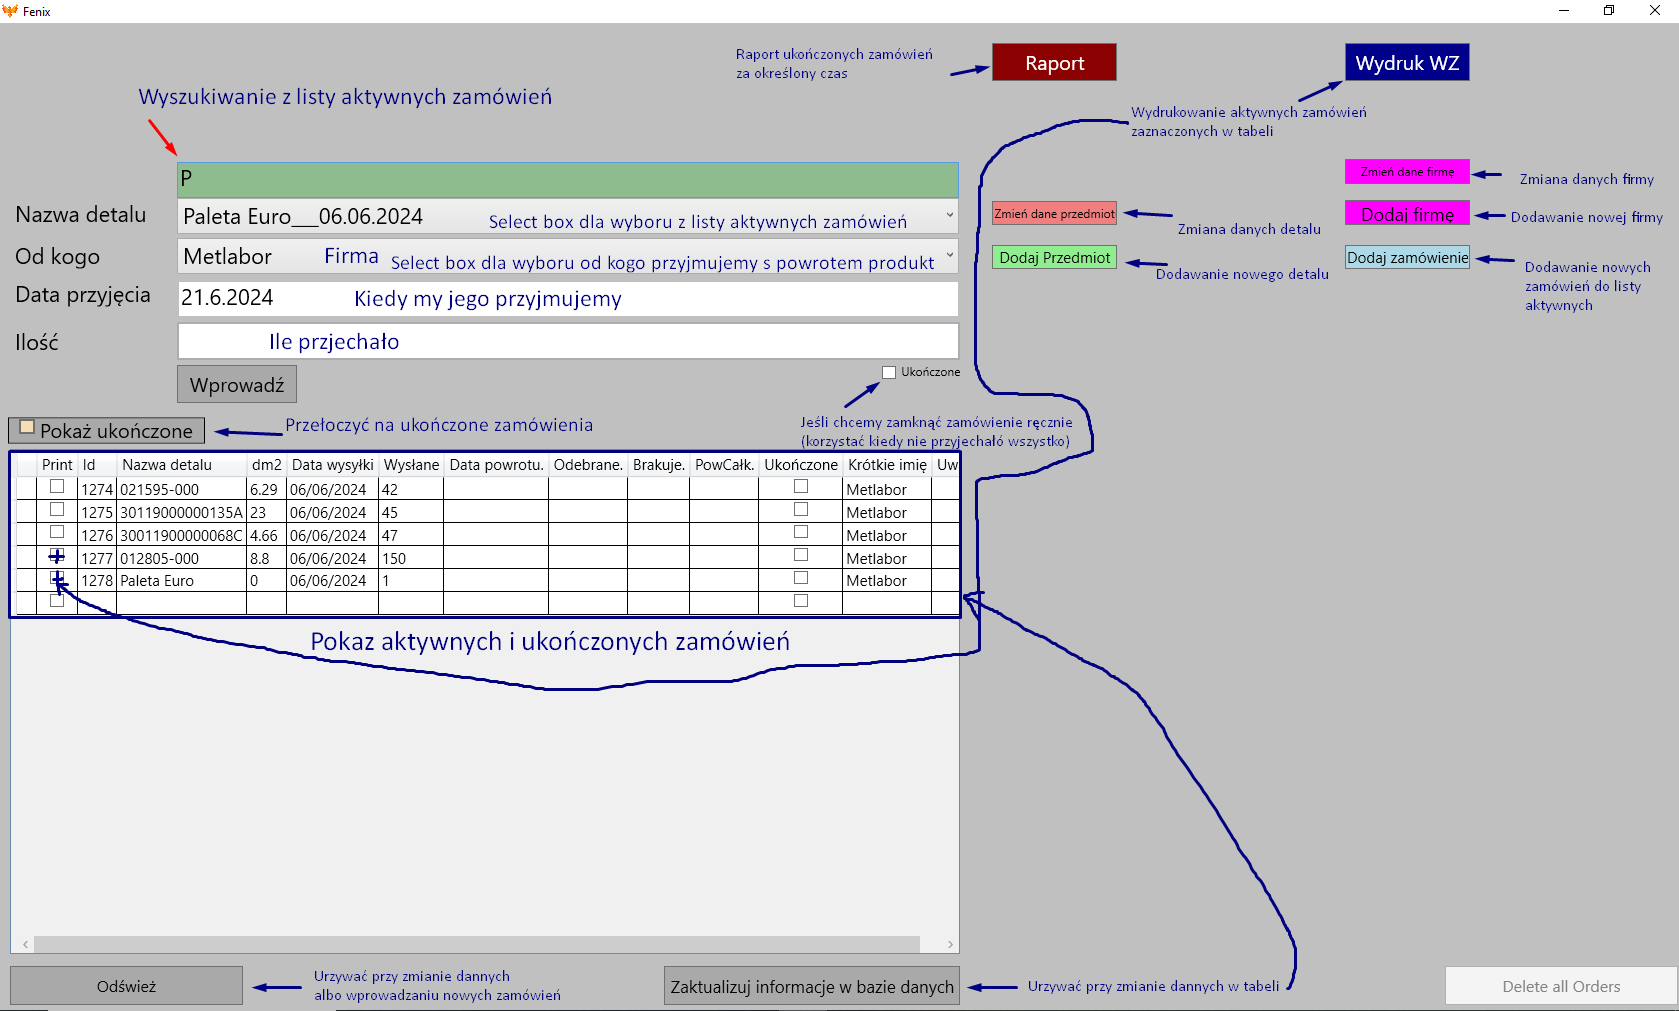 Fenix
Raport ukończonych zamówień
za określony czas
Raport
Wydruk WZ
Wyszukiwanie z listy aktywnych zamówień
Wydrukowanie aktywnych zamówień
zaznaczonych w tabeli
P
Zmień dane firmę
Zmiana danych firmy
Nazwa detalu
Paleta Euro__06.06.2024
Select box dla wyboru z listy aktywnych zamówień
Zmień dane przedmiot
Zmiana danych detalu
Dodaj firmę
Dodawanie nowej firmy
Od kogo
Metlabor
Firma
Select box dla wyboru od kogo przyjmujemy s powrotem produkt
Dodaj Przedmiot
Dodawanie nowego detalu
Dodaj zamówienie
Dodawanie nowych
zamówień do listy
aktywnych
Data przyjęcia
21.6.2024
Kiedy my jego przyjmujemy
Ilość
Ile przjechało
Wprowadź
Ukończone
Jeśli chcemy zamknąć zamówienie ręcznie
(korzystać kiedy nie przyjechałó wszystko)
Pokaż ukończone
Przełoczyć na ukończone zamówienia
Print Id Nazwa detalu dm2 Data wysyłki Wysłane Data powrotu. Odebrane. Brakuje. PowCałk. Ukończone Krótkie imię Uw
1274 021595-000 6.29 06/06/2024 42 Metlabor
1275 30119000000135A 23 06/06/2024 45 Metlabor
1276 30011900000068C 4.66 06/06/2024 47 Metlabor
1277 012805-000 8.8 06/06/2024 150 Metlabor
1278 Paleta Euro 0 06/06/2024 1 Metlabor
Pokaz aktywnych i ukończonych zamówień
Odśwież
Urzywać przy zmianie dannych
albo wprowadzaniu nowych zamówień
Zaktualizuj informacje w bazie danych
Urzywać przy zmianie dannych w tabeli
Delete all Orders